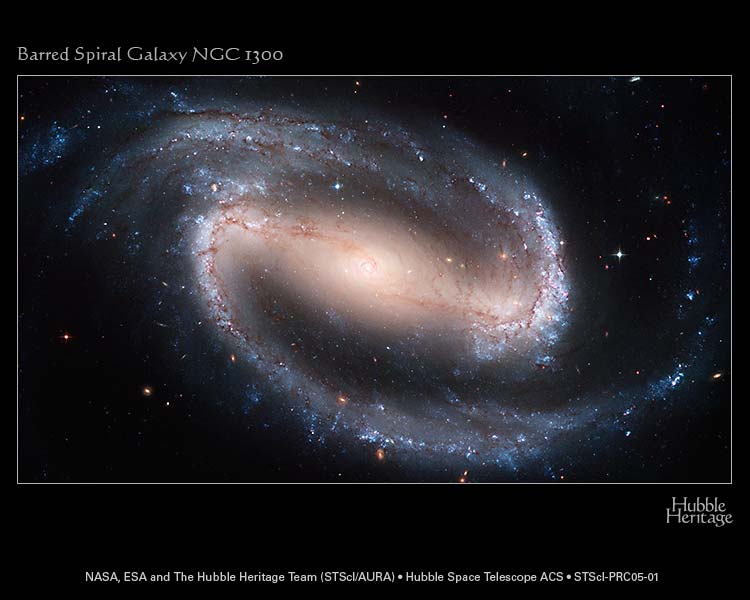 Barred Spiral Galaxy NGC 1300
Hubble
Heritage
NASA, ESA and The Hubble Heritage Team (STScI/AURA) • Hubble Space Telescope ACS • STScI-PRC05-01